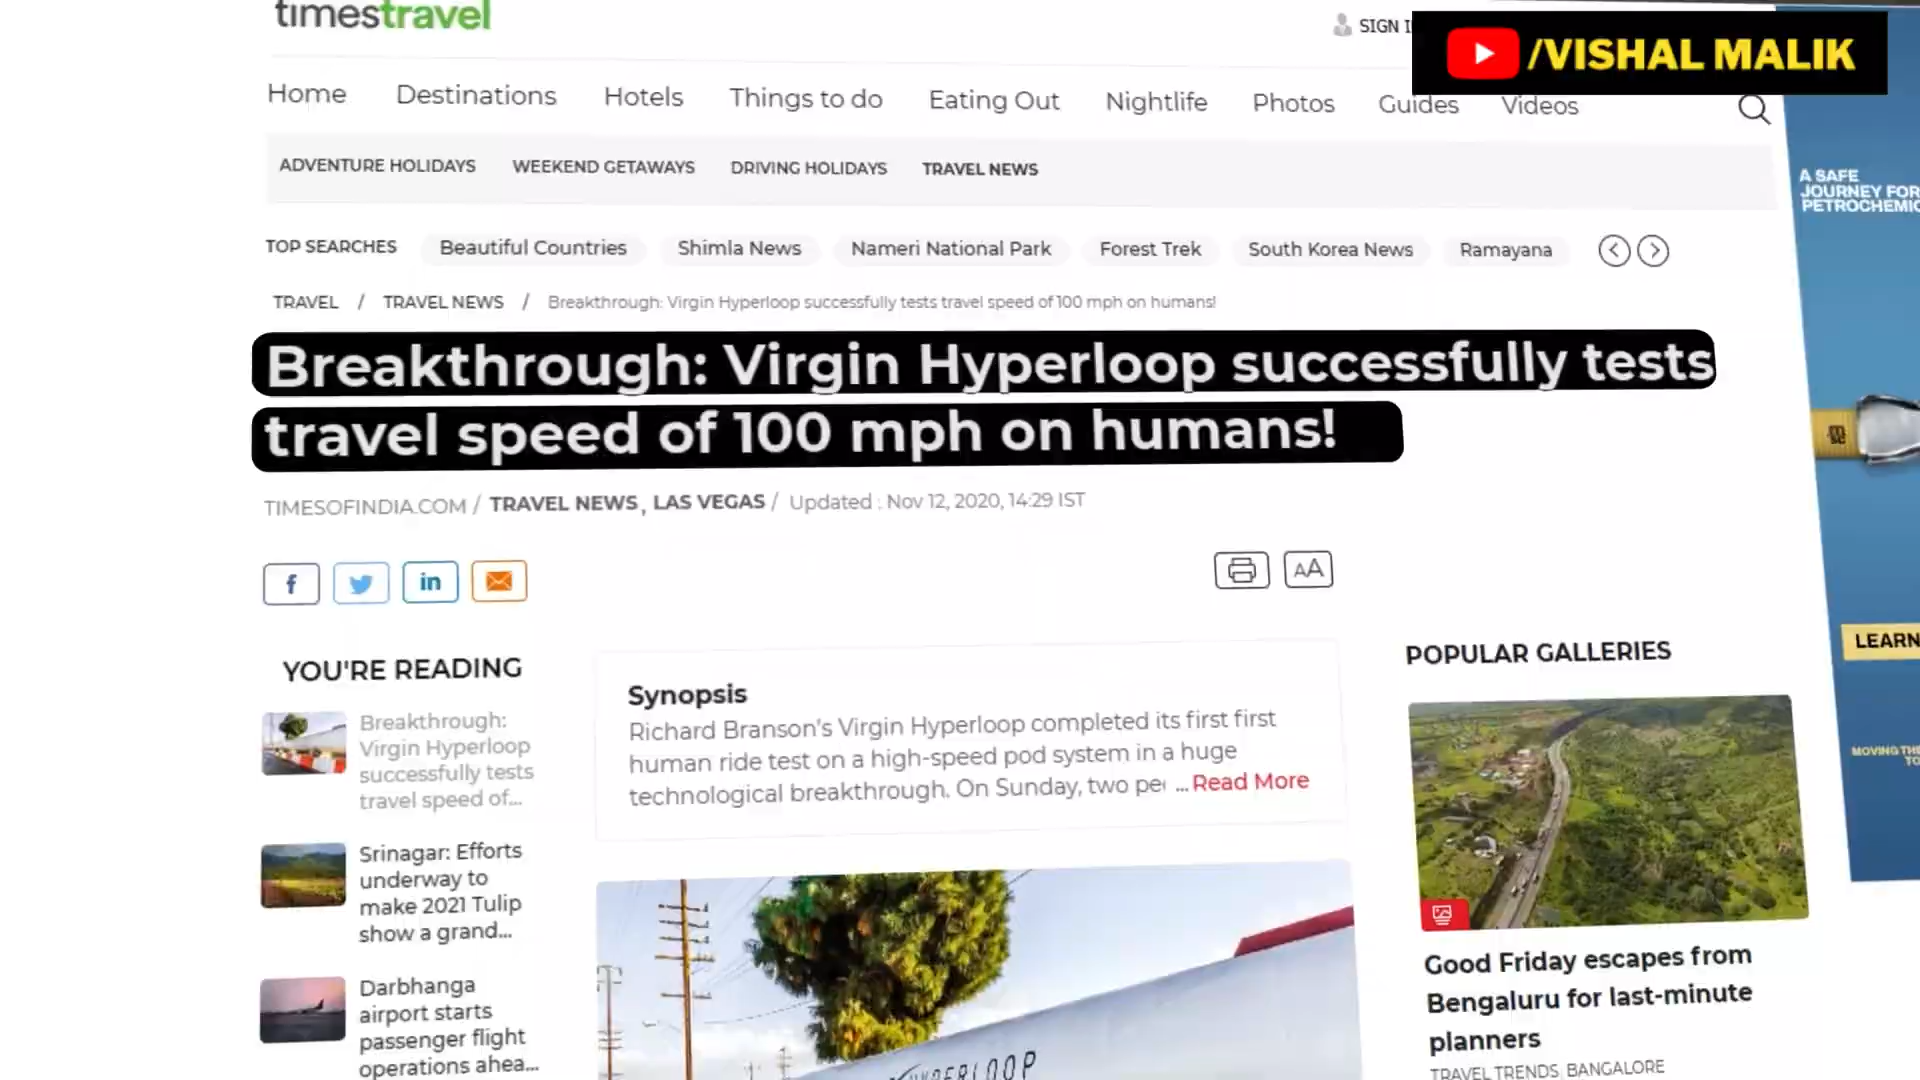 timestravel
SIGN I
/VISHAL MALIK
Home Destinations Hotels Things to do Eating Out Nightlife Photos Guides Videos
ADVENTURE HOLIDAYS WEEKEND GETAWAYS DRIVING HOLIDAYS TRAVEL NEWS
A SAFE
JOURNEY FOR
PETROCHEMIC
TOP SEARCHES Beautiful Countries Shimla News Nameri National Park Forest Trek South Korea News Ramayana
TRAVEL / TRAVEL NEWS / Breakthrough: Virgin Hyperloop successfully tests travel speed of 100 mph on humans!
Breakthrough: Virgin Hyperloop successfully tests
travel speed of 100 mph on humans!
TIMESOFINDIA.COM / TRAVEL NEWS, LAS VEGAS / Updated : Nov 12, 2020, 14:29 IST
f in AA
YOU'RE READING
Breakthrough:
Virgin Hyperloop
successfully tests
travel speed of...
Srinagar: Efforts
underway to
make 2021 Tulip
show a grand...
Darbhanga
airport starts
passenger flight
operations ahea...
Synopsis
Richard Branson's Virgin Hyperloop completed its first first
human ride test on a high-speed pod system in a huge
technological breakthrough. On Sunday, two pe ... Read More
HYPERLOOP
POPULAR GALLERIES
Good Friday escapes from
Bengaluru for last-minute
planners
TRAVEL TRENDS, BANGALORE
LEARN
MOVING THE
TO